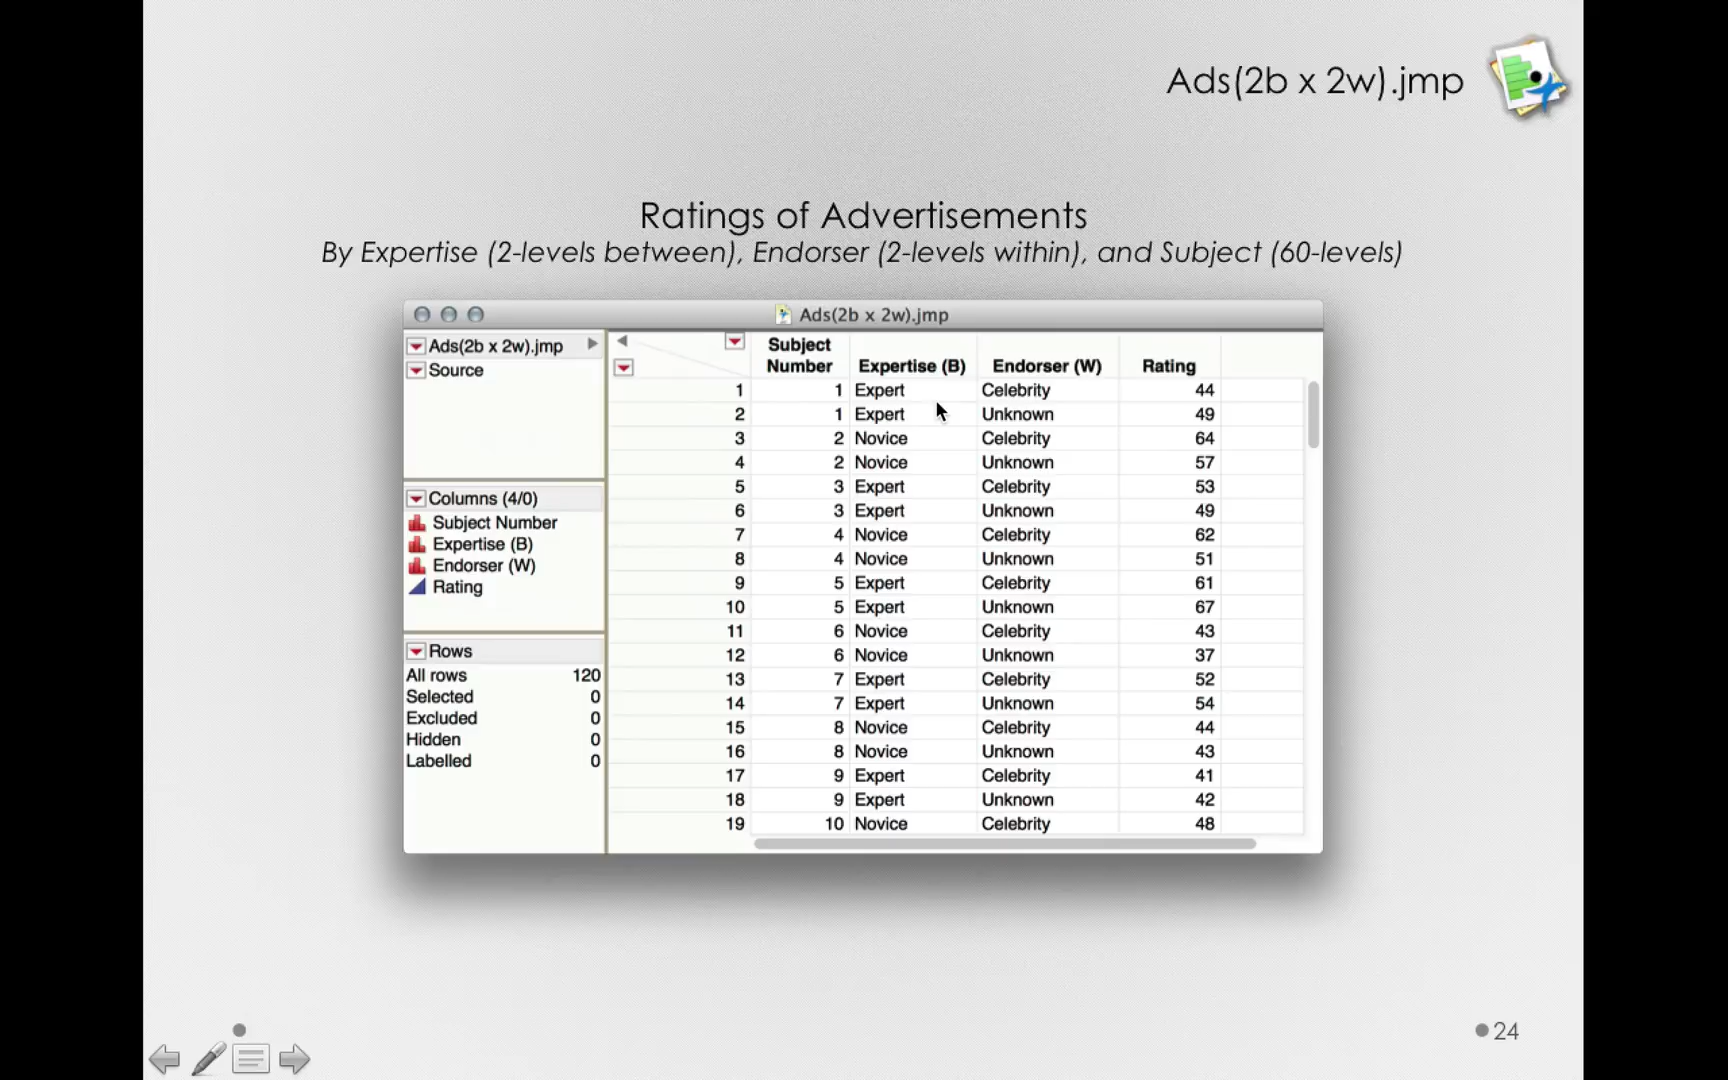 Ads(2b x 2w).jmp
Ratings of Advertisements
By Expertise (2-levels between), Endorser (2-levels within), and Subject (60-levels)
Ads(2b x 2w).jmp
Ads(2b x 2w).jmp
Source
Columns (4/0)
Subject Number
Expertise (B)
Endorser (W)
Rating
Rows
All rows 120
Selected 0
Excluded 0
Hidden 0
Labelled 0
Subject Number Expertise (B) Endorser (W) Rating
1 1 Expert Celebrity 44
2 1 Expert Unknown 49
3 2 Novice Celebrity 64
4 2 Novice Unknown 57
5 3 Expert Celebrity 53
6 3 Expert Unknown 49
7 4 Novice Celebrity 62
8 4 Novice Unknown 51
9 5 Expert Celebrity 61
10 5 Expert Unknown 67
11 6 Novice Celebrity 43
12 6 Novice Unknown 37
13 7 Expert Celebrity 52
14 7 Expert Unknown 54
15 8 Novice Celebrity 44
16 8 Novice Unknown 43
17 9 Expert Celebrity 41
18 9 Expert Unknown 42
19 10 Novice Celebrity 48
24